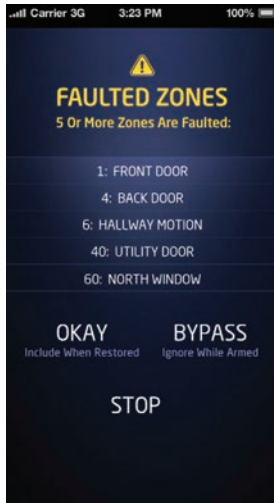 Carrier 3G 3:23 PM 100%
FAULTED ZONES
5 Or More Zones Are Faulted:
1: FRONT DOOR
4: BACK DOOR
6: HALLWAY MOTION
40: UTILITY DOOR
60: NORTH WINDOW
OKAY BYPASS
Include When Restored Ignore While Armed
STOP